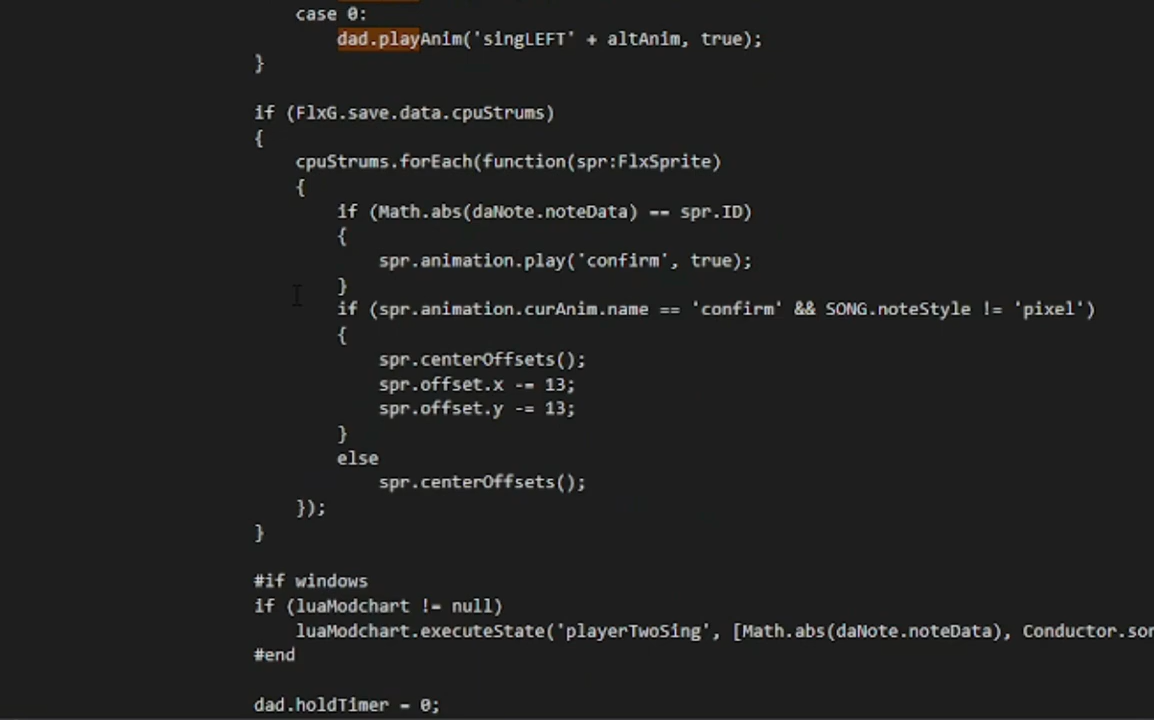 case 0:
dad.playAnim('singLEFT' + altAnim, true);
}
if (FlxG.save.data.cpuStrums)
{
cpuStrums.forEach(function(spr:FlxSprite)
{
if (Math.abs(daNote.noteData) == spr.ID)
{
spr.animation.play('confirm', true);
}
if (spr.animation.curAnim.name == 'confirm' && SONG.noteStyle != 'pixel')
{
spr.centerOffsets();
spr.offset.x -= 13;
spr.offset.y -= 13;
}
else
spr.centerOffsets();
});
}
#if windows
if (luaModchart != null)
luaModchart.executeState('playerTwoSing', [Math.abs(daNote.noteData), Conductor.sor
#end
dad.holdTimer = 0;